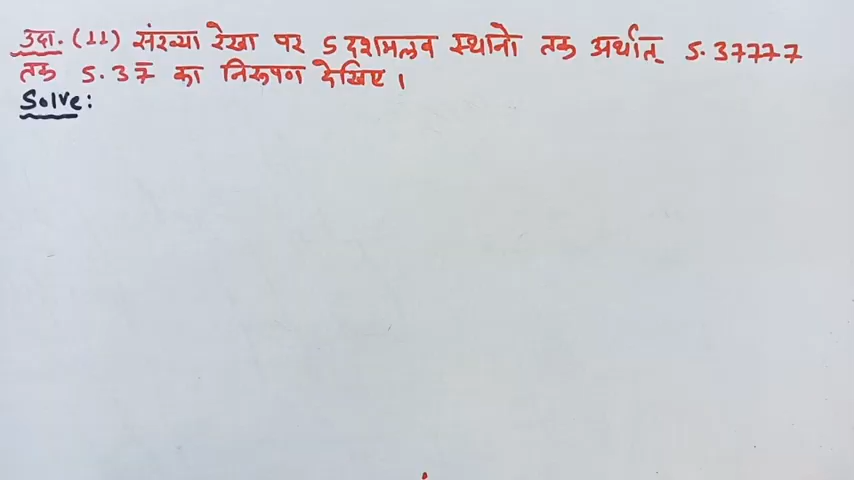 उदा. (11) संख्या रेखा पर 5 दशमलव स्थानो तक अर्थात् 5.37777
तक 5.37̅ का निरूपण देखिए।
Solve: